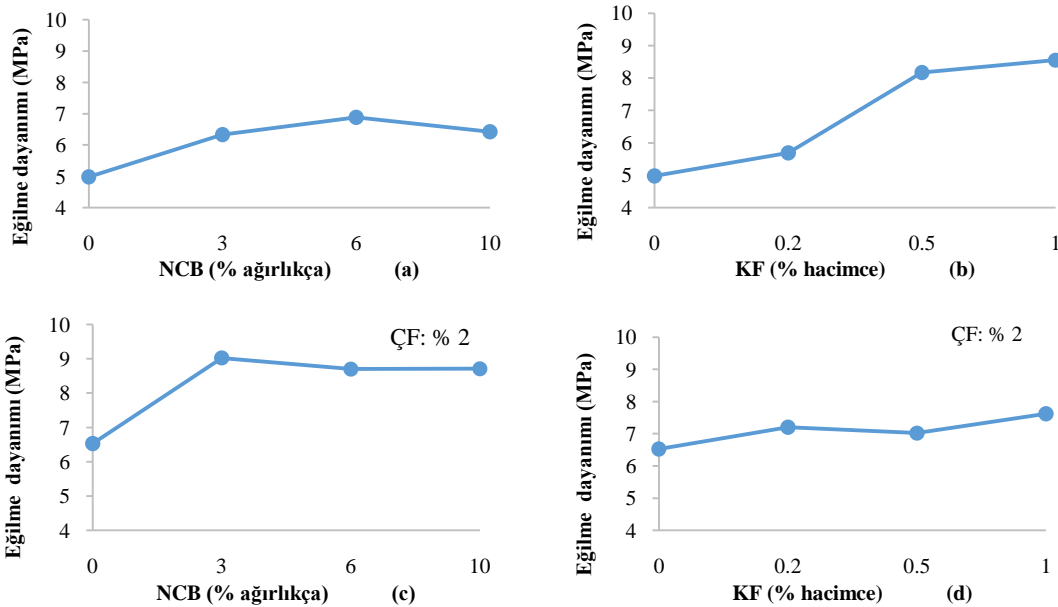 Eğilme dayanımı (MPa)
10
9
8
7
6
5
4
0 3 6 10
NCB (% ağırlıkça) (a)
Eğilme dayanımı (MPa)
10
9
8
7
6
5
4
0 0.2 0.5 1
KF (% hacimce) (b)
Eğilme dayanımı (MPa)
10
9
8
7
6
5
4
ÇF: % 2
0 3 6 10
NCB (% ağırlıkça) (c)
Eğilme dayanımı (MPa)
10
9
8
7
6
5
4
ÇF: % 2
0 0.2 0.5 1
KF (% hacimce) (d)